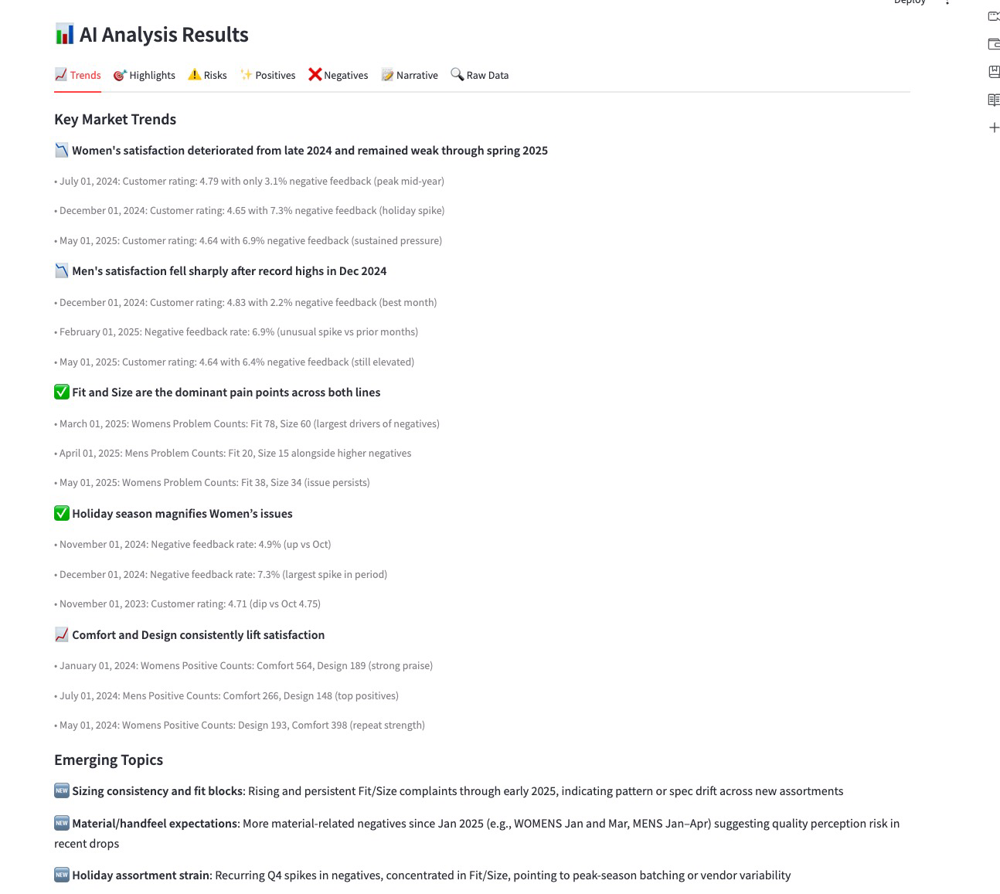 Deploy
AI Analysis Results
Trends Highlights Risks Positives Negatives Narrative Raw Data
Key Market Trends
Women's satisfaction deteriorated from late 2024 and remained weak through spring 2025
• July 01, 2024: Customer rating: 4.79 with only 3.1% negative feedback (peak mid-year)
• December 01, 2024: Customer rating: 4.65 with 7.3% negative feedback (holiday spike)
• May 01, 2025: Customer rating: 4.64 with 6.9% negative feedback (sustained pressure)
Men's satisfaction fell sharply after record highs in Dec 2024
• December 01, 2024: Customer rating: 4.83 with 2.2% negative feedback (best month)
• February 01, 2025: Negative feedback rate: 6.9% (unusual spike vs prior months)
• May 01, 2025: Customer rating: 4.64 with 6.4% negative feedback (still elevated)
Fit and Size are the dominant pain points across both lines
• March 01, 2025: Womens Problem Counts: Fit 78, Size 60 (largest drivers of negatives)
• April 01, 2025: Mens Problem Counts: Fit 20, Size 15 alongside higher negatives
• May 01, 2025: Womens Problem Counts: Fit 38, Size 34 (issue persists)
Holiday season magnifies Women’s issues
• November 01, 2024: Negative feedback rate: 4.9% (up vs Oct)
• December 01, 2024: Negative feedback rate: 7.3% (largest spike in period)
• November 01, 2023: Customer rating: 4.71 (dip vs Oct 4.75)
Comfort and Design consistently lift satisfaction
• January 01, 2024: Womens Positive Counts: Comfort 564, Design 189 (strong praise)
• July 01, 2024: Mens Positive Counts: Comfort 266, Design 148 (top positives)
• May 01, 2024: Womens Positive Counts: Design 193, Comfort 398 (repeat strength)
Emerging Topics
NEW Sizing consistency and fit blocks: Rising and persistent Fit/Size complaints through early 2025, indicating pattern or spec drift across new assortments
NEW Material/handfeel expectations: More material-related negatives since Jan 2025 (e.g., WOMENS Jan and Mar, MENS Jan–Apr) suggesting quality perception risk in
recent drops
NEW Holiday assortment strain: Recurring Q4 spikes in negatives, concentrated in Fit/Size, pointing to peak-season batching or vendor variability